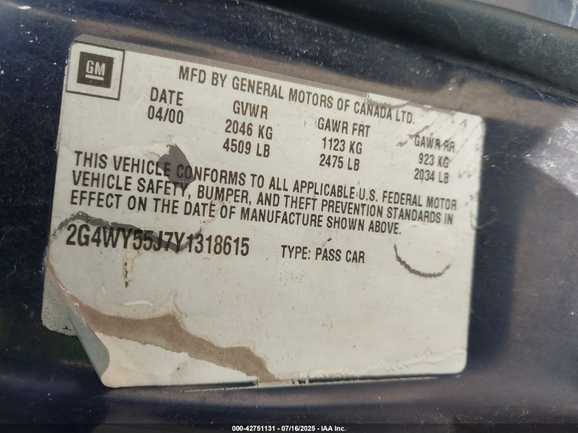 GM
MFD BY GENERAL MOTORS OF CANADA LTD.
DATE GVWR GAWR FRT GAWR RR
04/00 2046 KG 1123 KG 923 KG
4509 LB 2475 LB 2034 LB
THIS VEHICLE CONFORMS TO ALL APPLICABLE U.S. FEDERAL MOTOR
VEHICLE SAFETY, BUMPER, AND THEFT PREVENTION STANDARDS IN
EFFECT ON THE DATE OF MANUFACTURE SHOWN ABOVE.
2G4WY55J7Y1318615 TYPE: PASS CAR
000-42751131 - 07/16/2025 - IAA Inc.